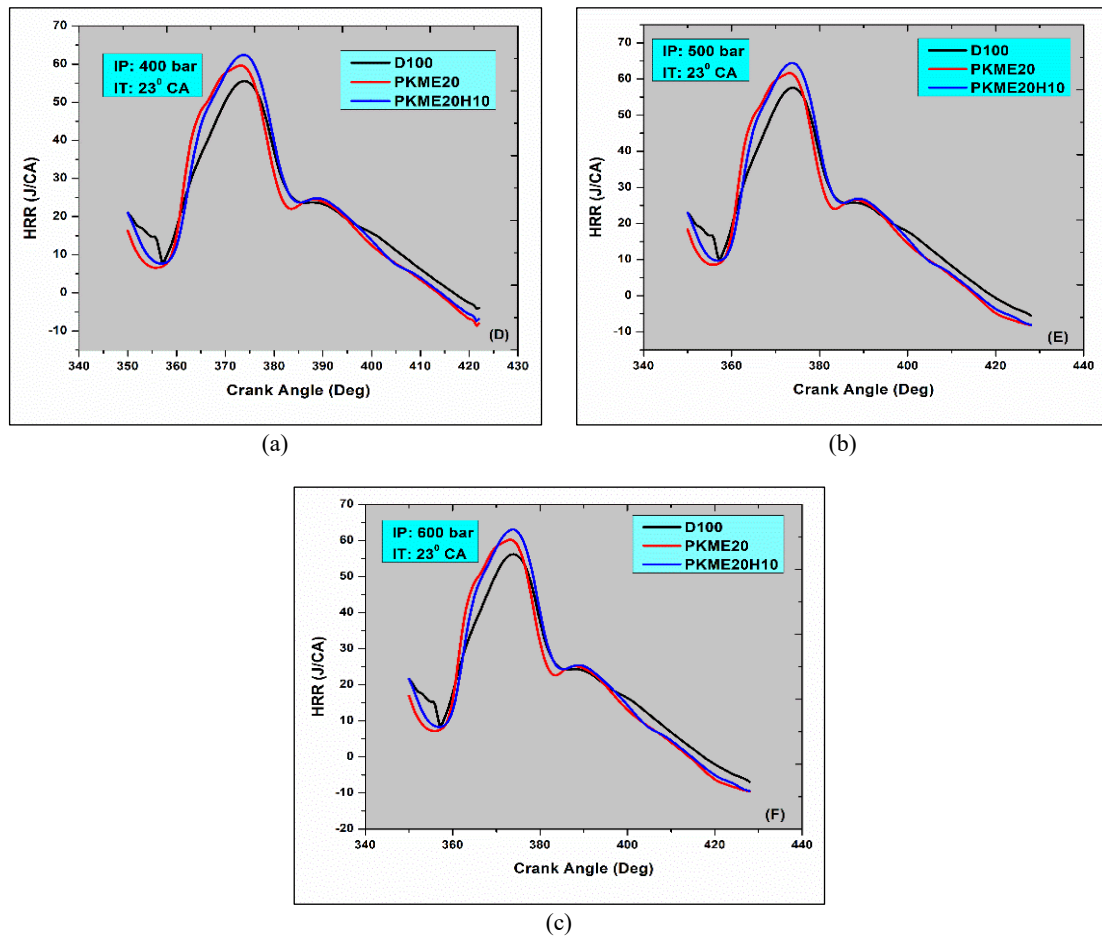 IP: 400 bar
IT: 23⁰ CA
D100
PKME20
PKME20H10
HRR (J/CA)
70
60
50
40
30
20
10
0
-10
340 350 360 370 380 390 400 410 420 430
Crank Angle (Deg)
(D)
(a)
IP: 500 bar
IT: 23⁰ CA
D100
PKME20
PKME20H10
HRR (J/CA)
70
60
50
40
30
20
10
0
-10
340 360 380 400 420 440
Crank Angle (Deg)
(E)
(b)
IP: 600 bar
IT: 23⁰ CA
D100
PKME20
PKME20H10
HRR (J/CA)
70
60
50
40
30
20
10
0
-10
-20
340 360 380 400 420 440
Crank Angle (Deg)
(F)
(c)